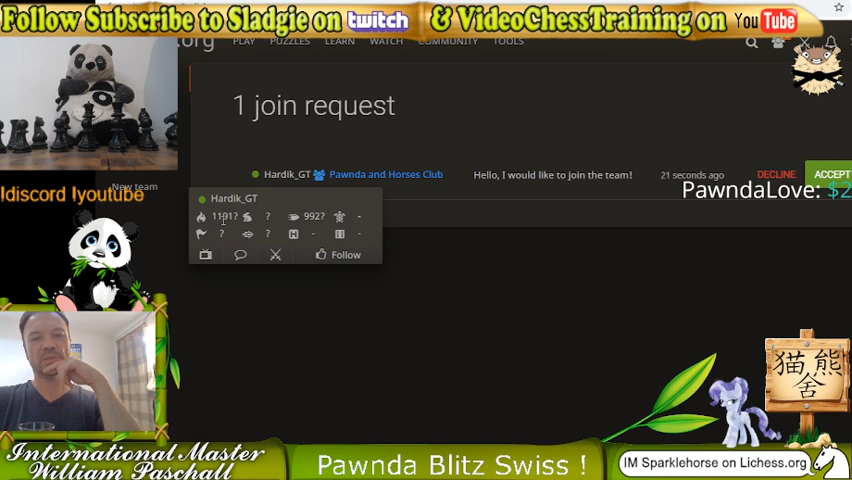 Follow Subscribe to Sladgie on twitch & VideoChessTraining on YouTube
.org PLAY PUZZLES LEARN WATCH COMMUNITY TOOLS
1 join request
Hardik_GT Pawnda and Horses Club Hello, I would like to join the team! 21 seconds ago DECLINE ACCEPT
PawndaLove: $2
New team
!discord !youtube
Hardik_GT
1191? ? 992? -
? ? - -
Follow
猫熊
舍
International Master
William Paschall
Pawnda Blitz Swiss !
IM Sparklehorse on Lichess.org